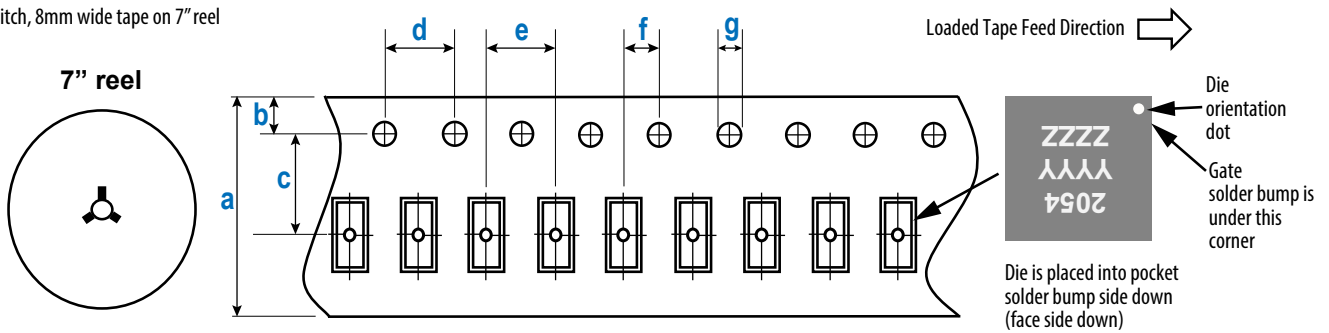 itch, 8mm wide tape on 7” reel
7” reel
a
b
c
d
e
f
g
Loaded Tape Feed Direction
2054
YYY
ZZZZ
Die
orientation
dot
Gate
solder bump is
under this
corner
Die is placed into pocket
solder bump side down
(face side down)